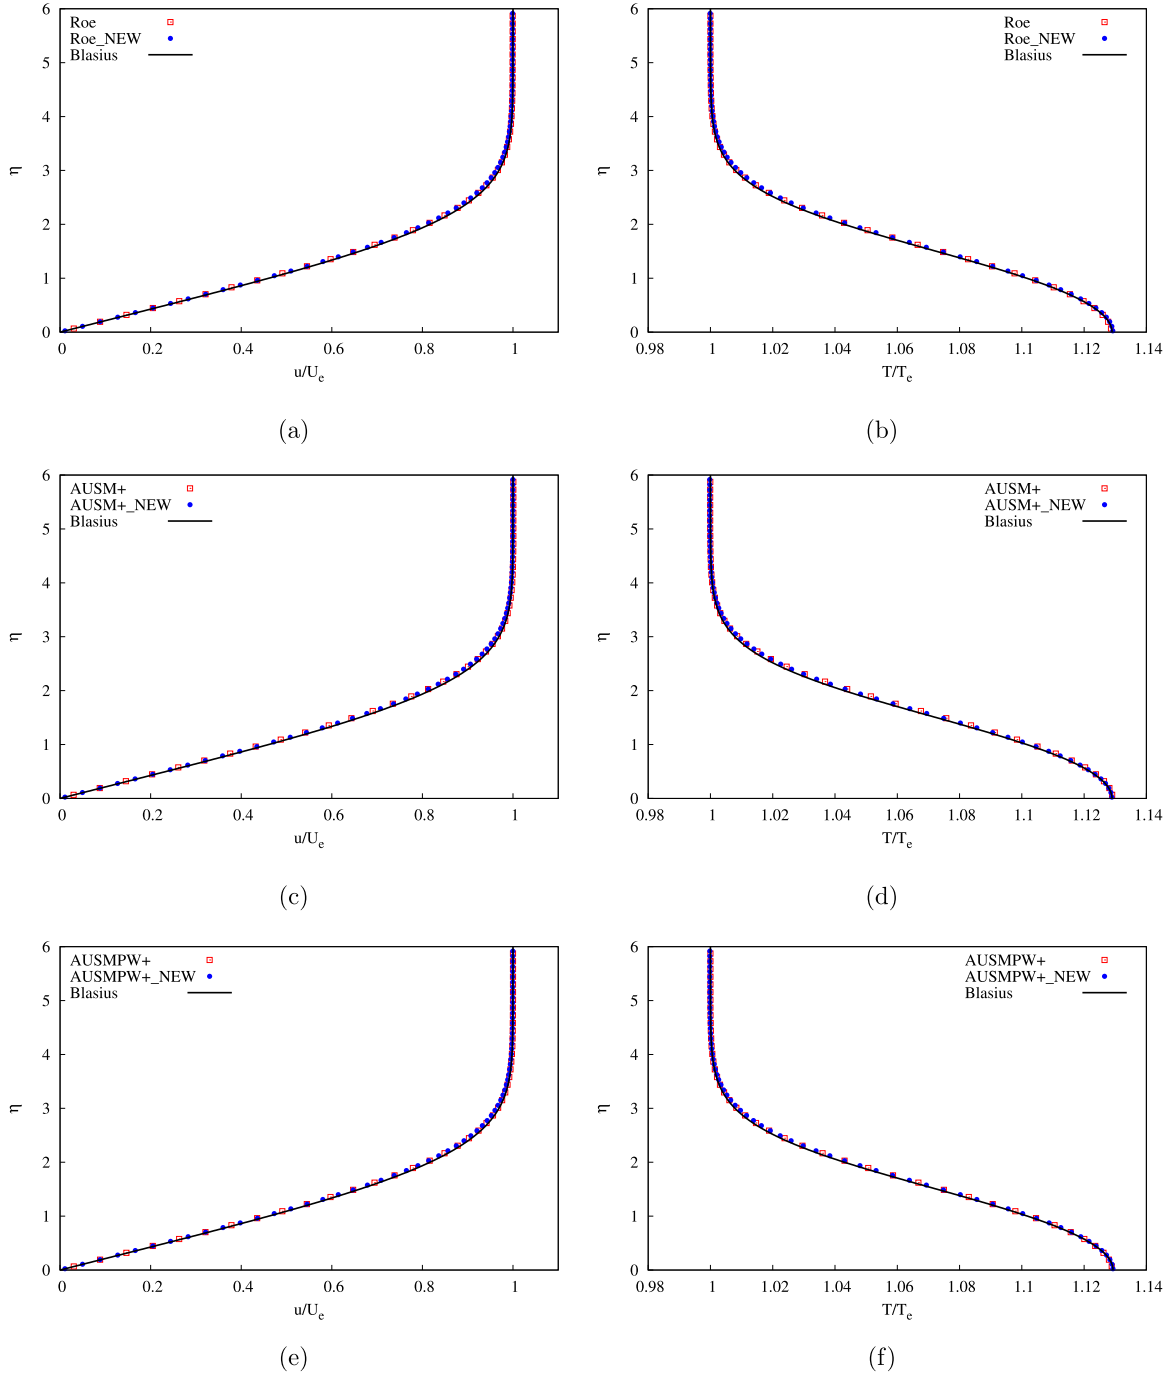 Roe
Roe_NEW
Blasius
6
5
4
3
2
1
0
η
0
0.2
0.4
0.6
0.8
1
u/Ue
(a)
Roe
Roe_NEW
Blasius
6
5
4
3
2
1
0
η
0.98
1
1.02
1.04
1.06
1.08
1.1
1.12
1.14
T/Te
(b)
AUSM+
AUSM+_NEW
Blasius
6
5
4
3
2
1
0
η
0
0.2
0.4
0.6
0.8
1
u/Ue
(c)
AUSM+
AUSM+_NEW
Blasius
6
5
4
3
2
1
0
η
0.98
1
1.02
1.04
1.06
1.08
1.1
1.12
1.14
T/Te
(d)
AUSMPW+
AUSMPW+_NEW
Blasius
6
5
4
3
2
1
0
η
0
0.2
0.4
0.6
0.8
1
u/Ue
(e)
AUSMPW+
AUSMPW+_NEW
Blasius
6
5
4
3
2
1
0
η
0.98
1
1.02
1.04
1.06
1.08
1.1
1.12
1.14
T/Te
(f)